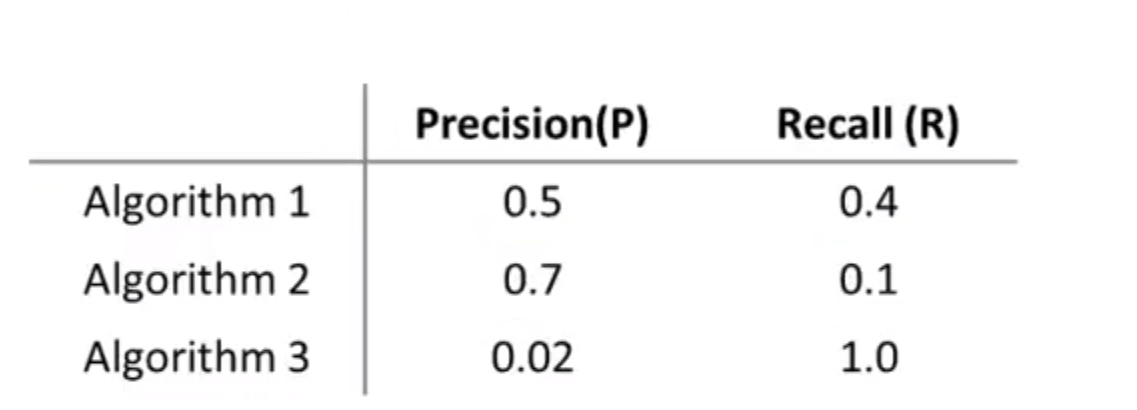 Precision(P) Recall (R)
Algorithm 1 0.5 0.4
Algorithm 2 0.7 0.1
Algorithm 3 0.02 1.0